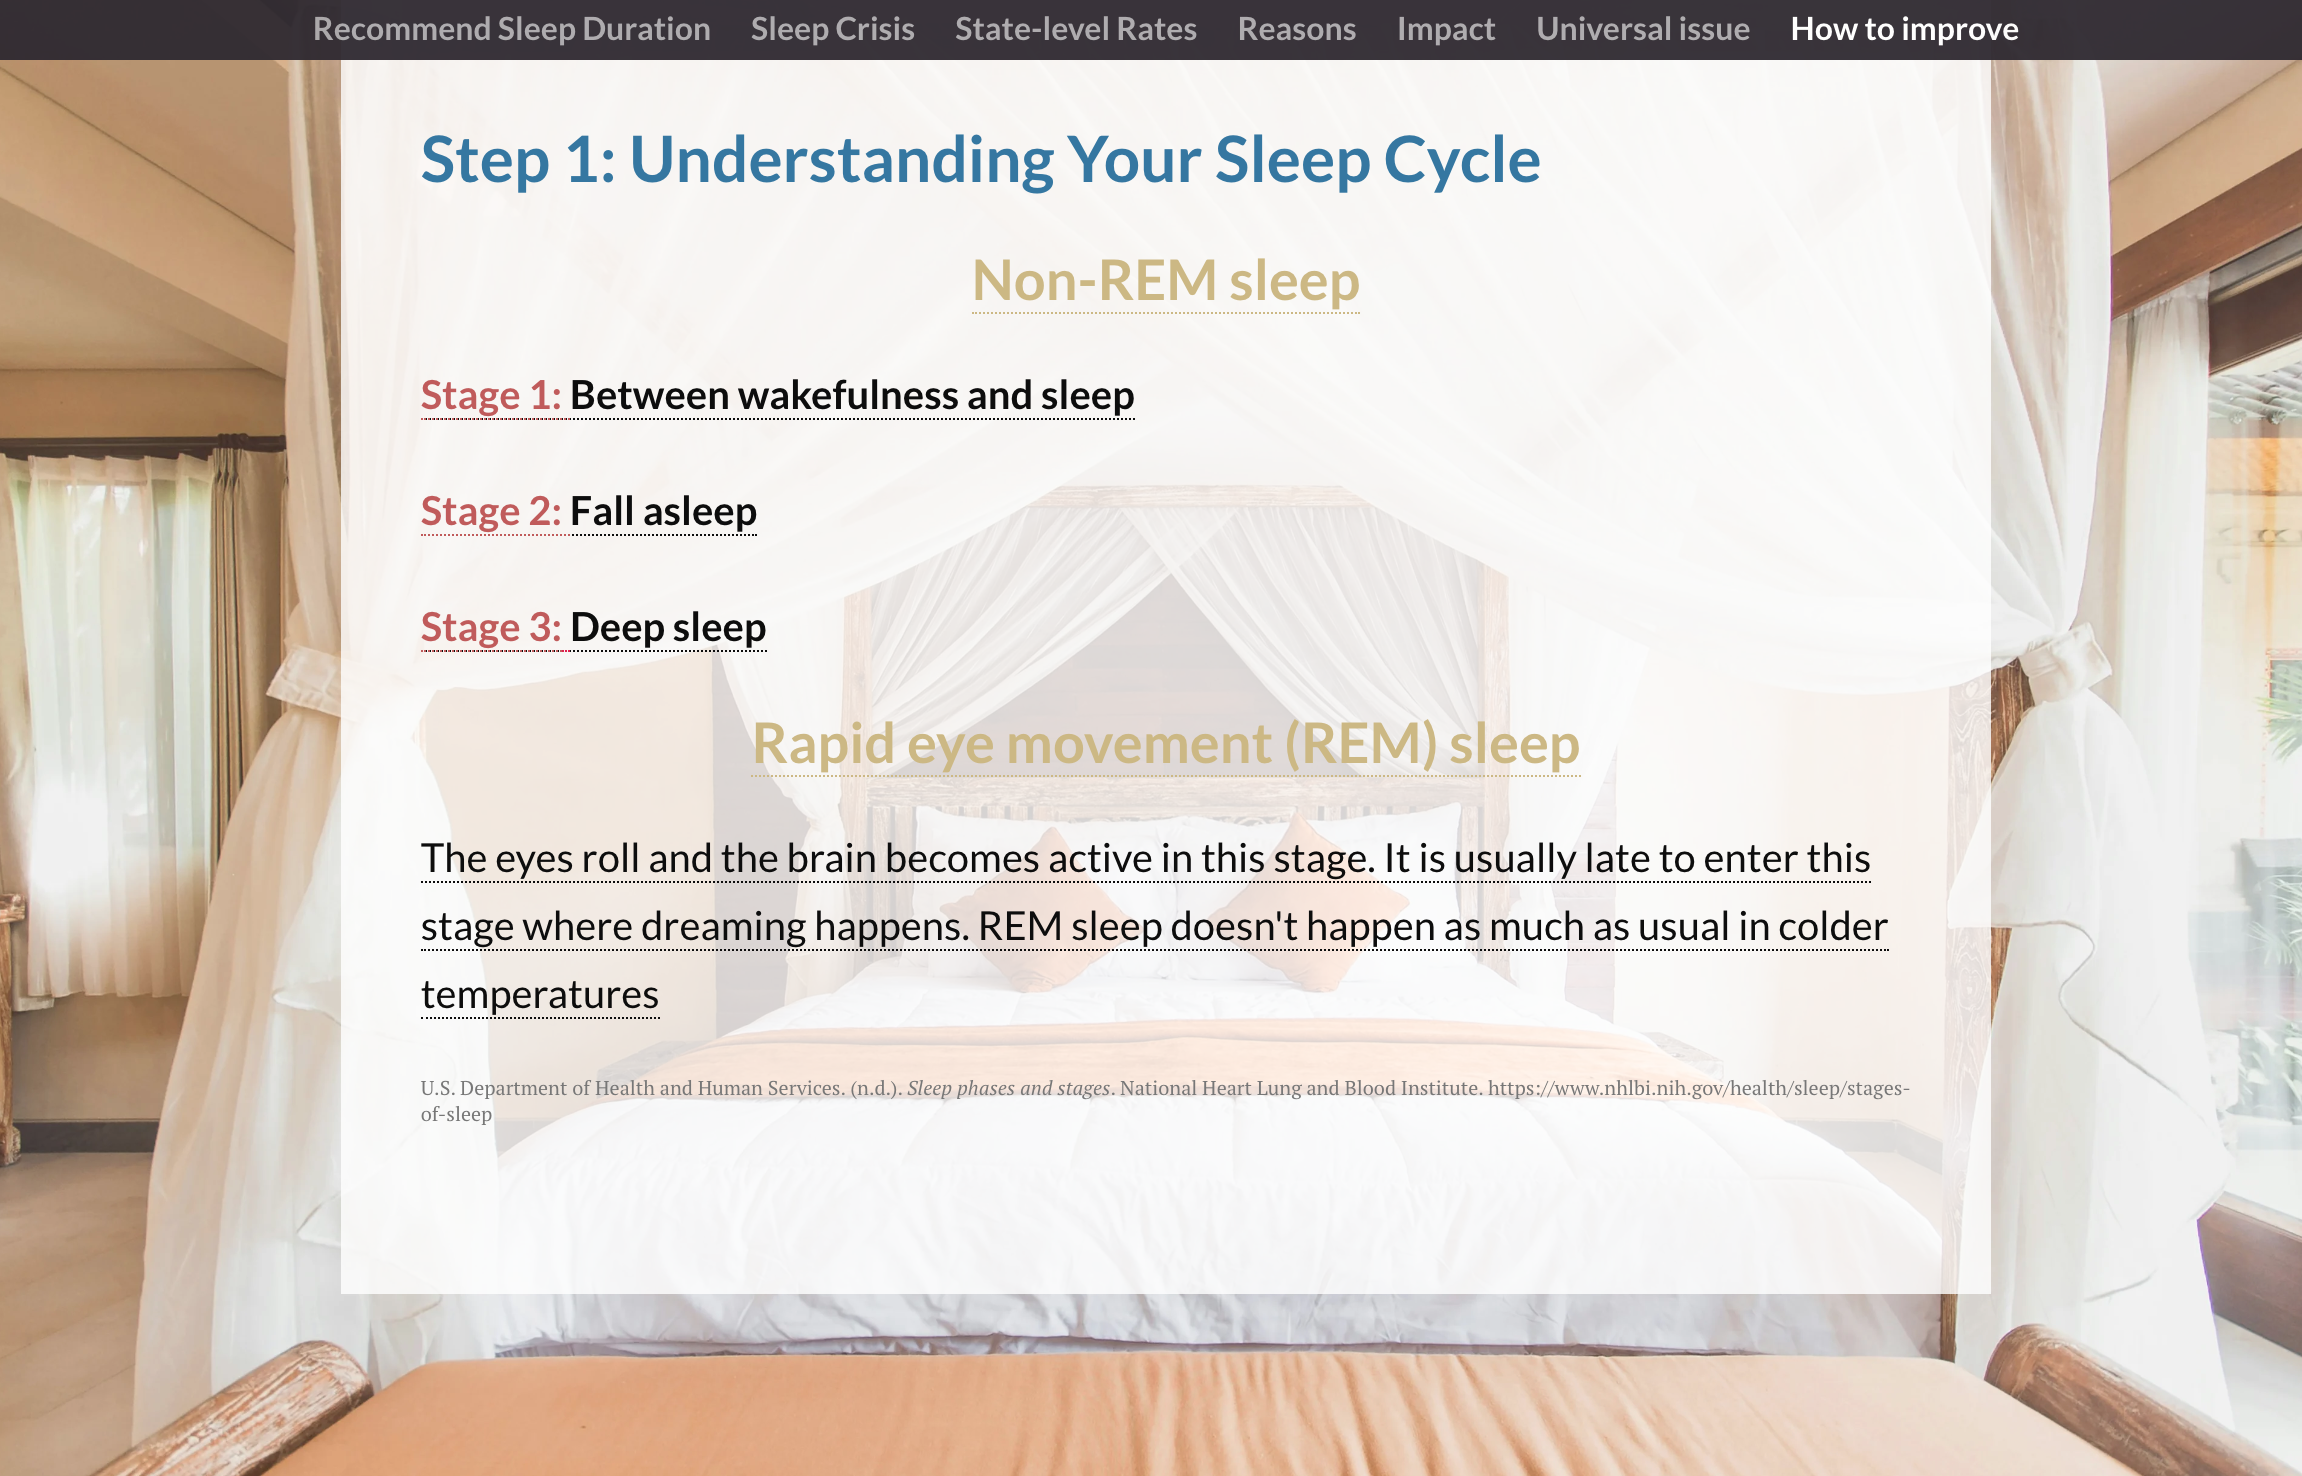 Recommend Sleep Duration Sleep Crisis State-level Rates Reasons Impact Universal issue How to improve
Step 1: Understanding Your Sleep Cycle
Non-REM sleep
Stage 1: Between wakefulness and sleep
Stage 2: Fall asleep
Stage 3: Deep sleep
Rapid eye movement (REM) sleep
The eyes roll and the brain becomes active in this stage. It is usually late to enter this
stage where dreaming happens. REM sleep doesn't happen as much as usual in colder
temperatures
U.S. Department of Health and Human Services. (n.d.). Sleep phases and stages. National Heart Lung and Blood Institute. https://www.nhlbi.nih.gov/health/sleep/stages-
of-sleep